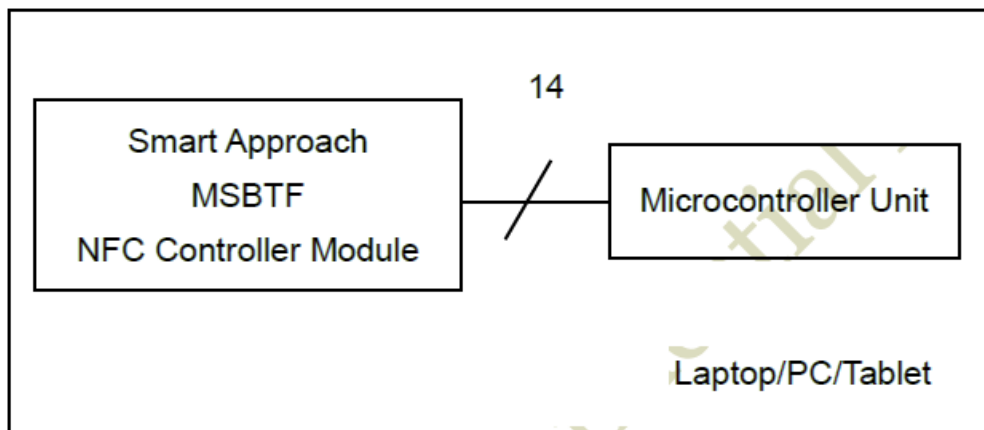 14
Smart Approach
MSBTF
NFC Controller Module
Microcontroller Unit
Laptop/PC/Tablet